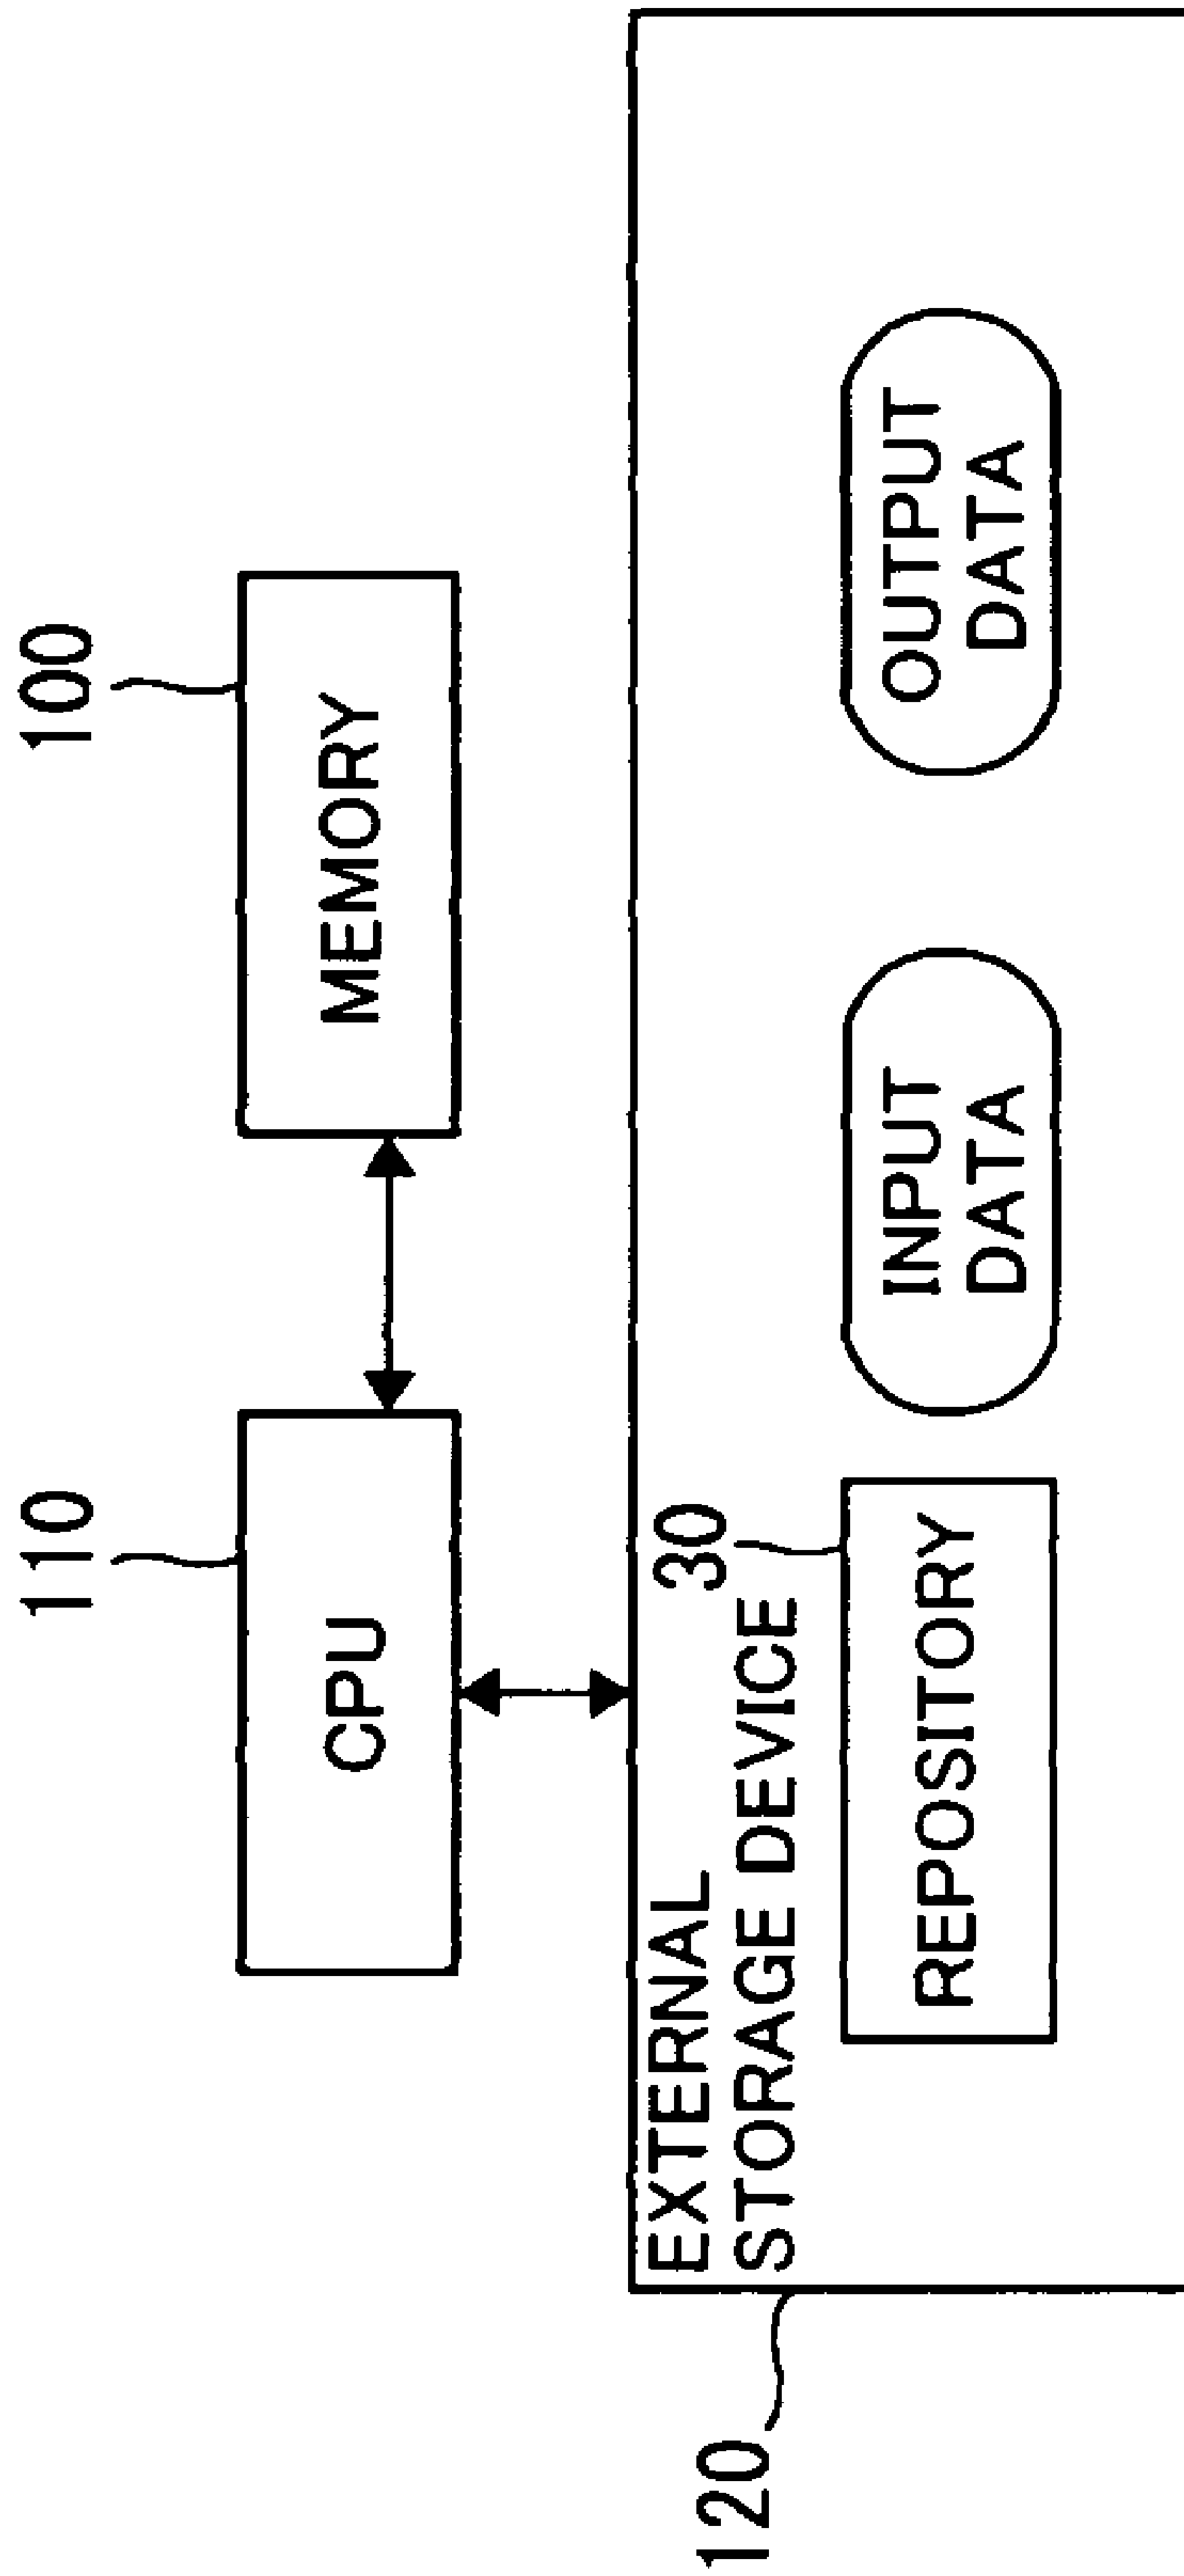 110
100
CPU
MEMORY
120
EXTERNAL
STORAGE DEVICE
30
REPOSITORY
INPUT
DATA
OUTPUT
DATA